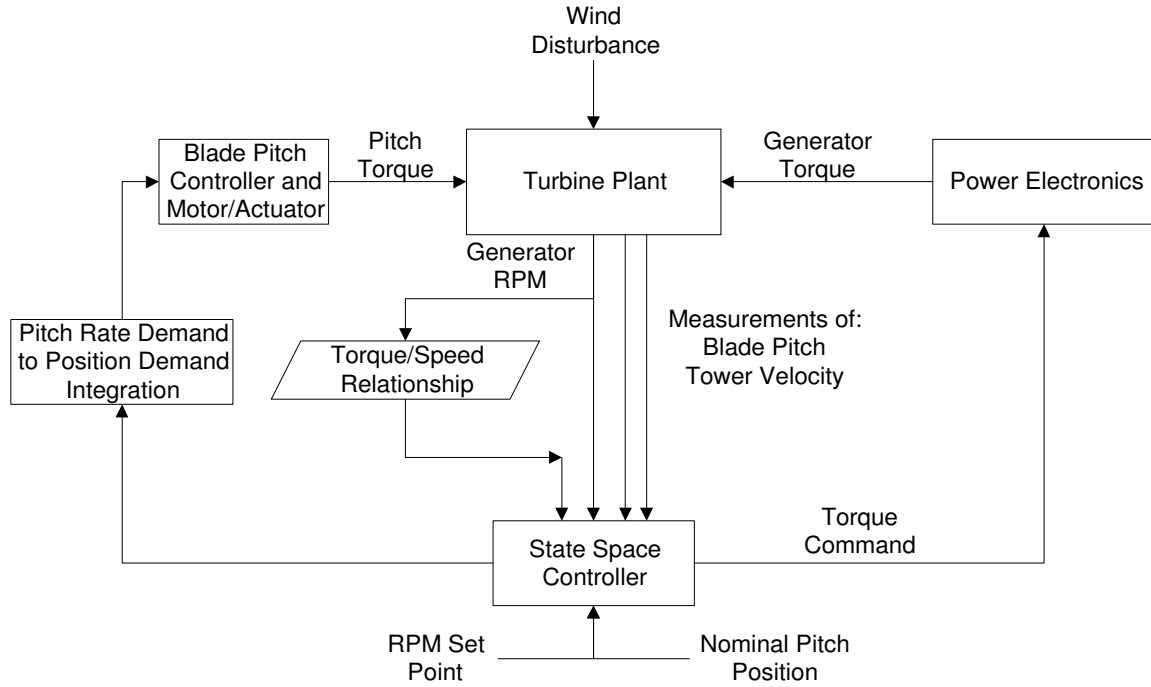 Wind
Disturbance
Blade Pitch
Controller and
Motor/Actuator
Pitch
Torque
Turbine Plant
Generator
Torque
Power Electronics
Generator
RPM
Pitch Rate Demand
to Position Demand
Integration
Torque/Speed
Relationship
Measurements of:
Blade Pitch
Tower Velocity
State Space
Controller
Torque
Command
RPM Set
Point
Nominal Pitch
Position